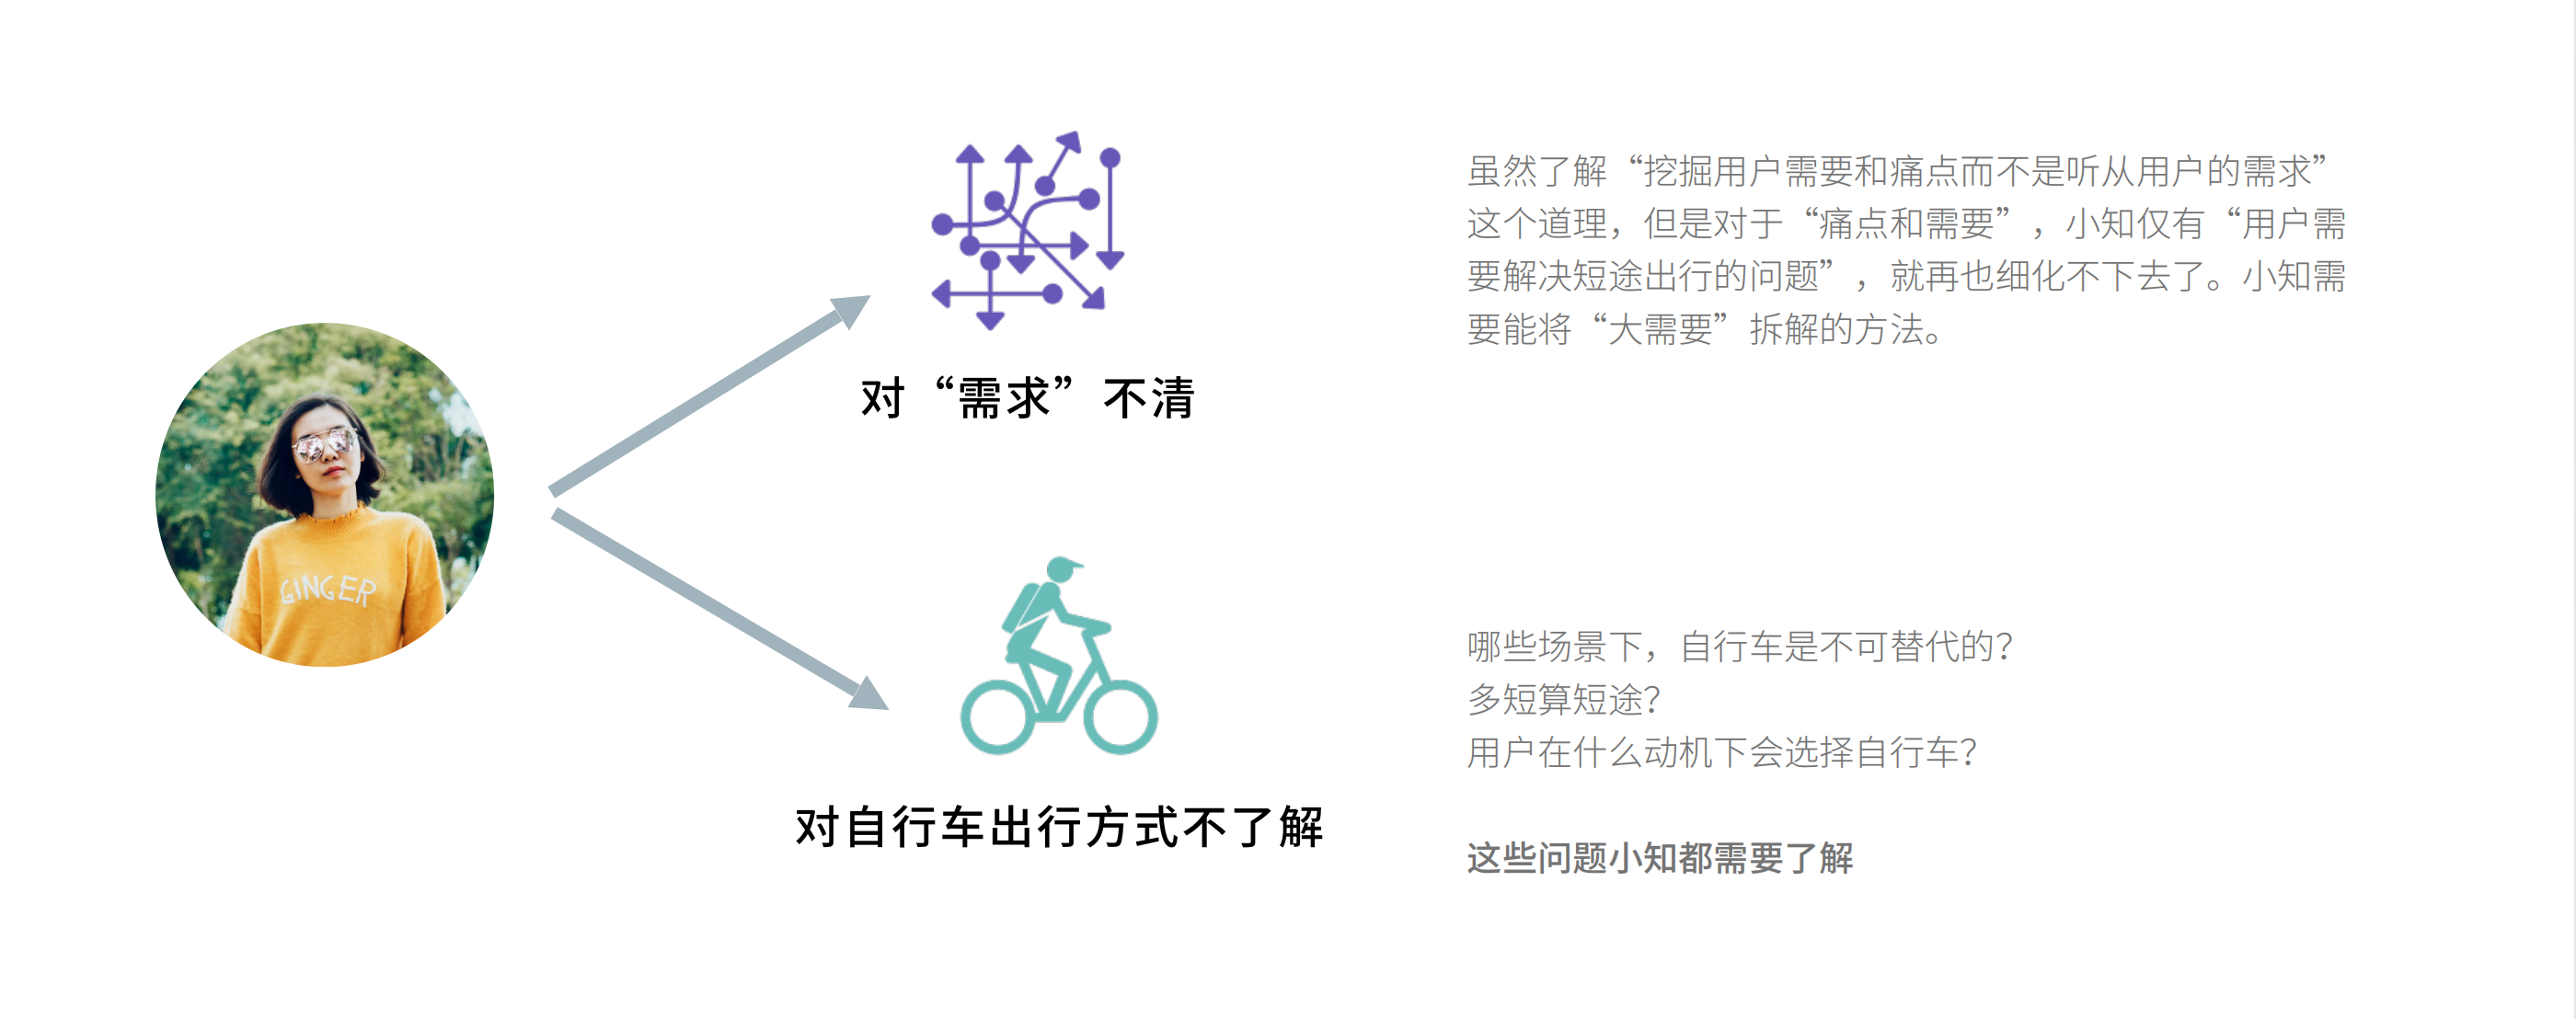 虽然了解“挖掘用户需要和痛点而不是听从用户的需求”
这个道理，但是对于“痛点和需要”，小知仅有“用户需
要解决短途出行的问题”，就再也细化不下去了。小知需
要能将“大需要”拆解的方法。
对“需求”不清
GINGER
哪些场景下，自行车是不可替代的？
多短算短途？
用户在什么动机下会选择自行车？
对自行车出行方式不了解
这些问题小知都需要了解